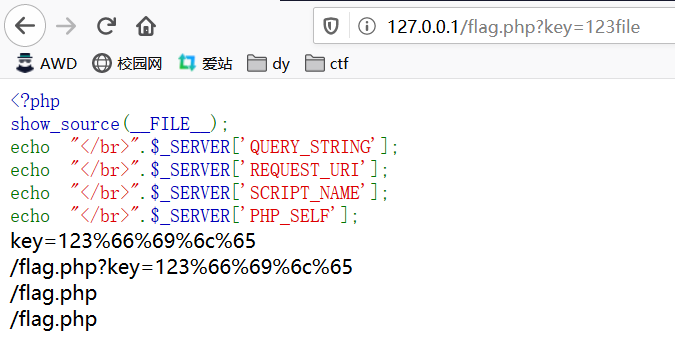 127.0.0.1/flag.php?key=123file
AWD 校园网 爱站 dy ctf
<?php
show_source(__FILE__);
echo "</br>".$_SERVER['QUERY_STRING'];
echo "</br>".$_SERVER['REQUEST_URI'];
echo "</br>".$_SERVER['SCRIPT_NAME'];
echo "</br>".$_SERVER['PHP_SELF'];
key=123%66%69%6c%65
/flag.php?key=123%66%69%6c%65
/flag.php
/flag.php